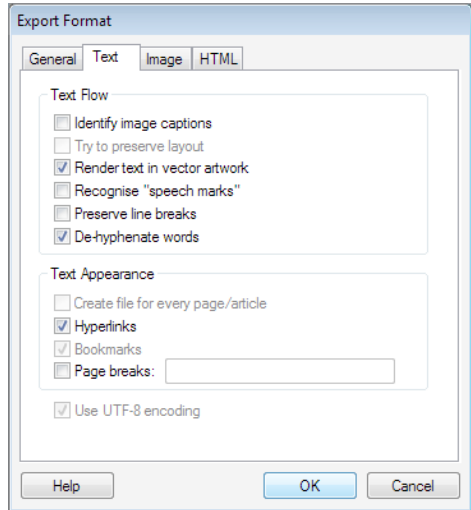 Export Format
General Text Image HTML
Text Flow
Identify image captions
Try to preserve layout
Render text in vector artwork
Recognise "speech marks"
Preserve line breaks
De-hyphenate words
Text Appearance
Create file for every page/article
Hyperlinks
Bookmarks
Page breaks:
Use UTF-8 encoding
Help OK Cancel